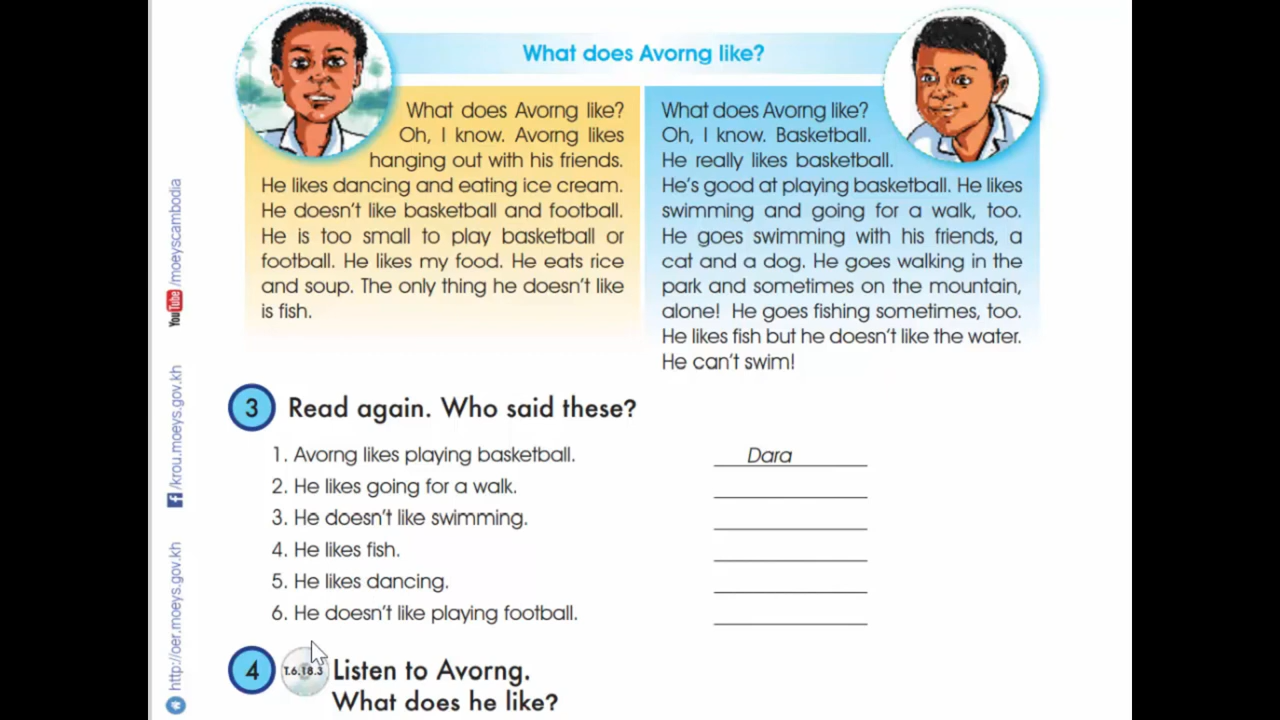 What does Avorng like?
What does Avorng like?
Oh, I know. Avorng likes
hanging out with his friends.
He likes dancing and eating ice cream.
He doesn't like basketball and football.
He is too small to play basketball or
football. He likes my food. He eats rice
and soup. The only thing he doesn't like
is fish.
What does Avorng like?
Oh, I know. Basketball.
He really likes basketball.
He's good at playing basketball. He likes
swimming and going for a walk, too.
He goes swimming with his friends, a
cat and a dog. He goes walking in the
park and sometimes on the mountain,
alone! He goes fishing sometimes, too.
He likes fish but he doesn't like the water.
He can't swim!
3 Read again. Who said these?
1. Avorng likes playing basketball. Dara
2. He likes going for a walk.
3. He doesn't like swimming.
4. He likes fish.
5. He likes dancing.
6. He doesn't like playing football.
4 T.6.18.3 Listen to Avorng.
What does he like?
YouTube /moeyscambodia
f /krou.moeys.gov.kh
http://oer.moeys.gov.kh